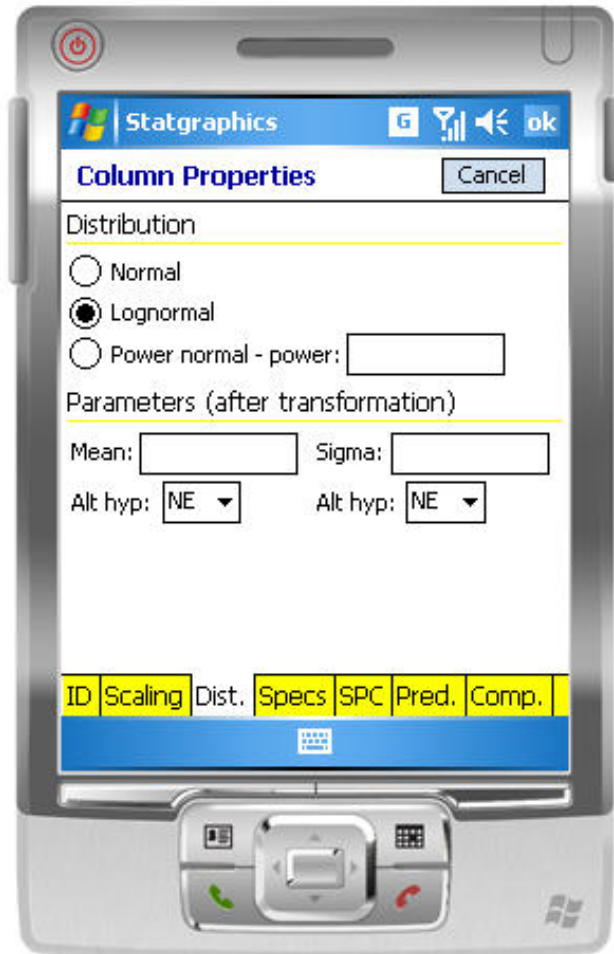 Statgraphics G ok
Column Properties Cancel
Distribution
Normal
Lognormal
Power normal - power:
Parameters (after transformation)
Mean: Sigma:
Alt hyp: NE Alt hyp: NE
ID Scaling Dist. Specs SPC Pred. Comp.